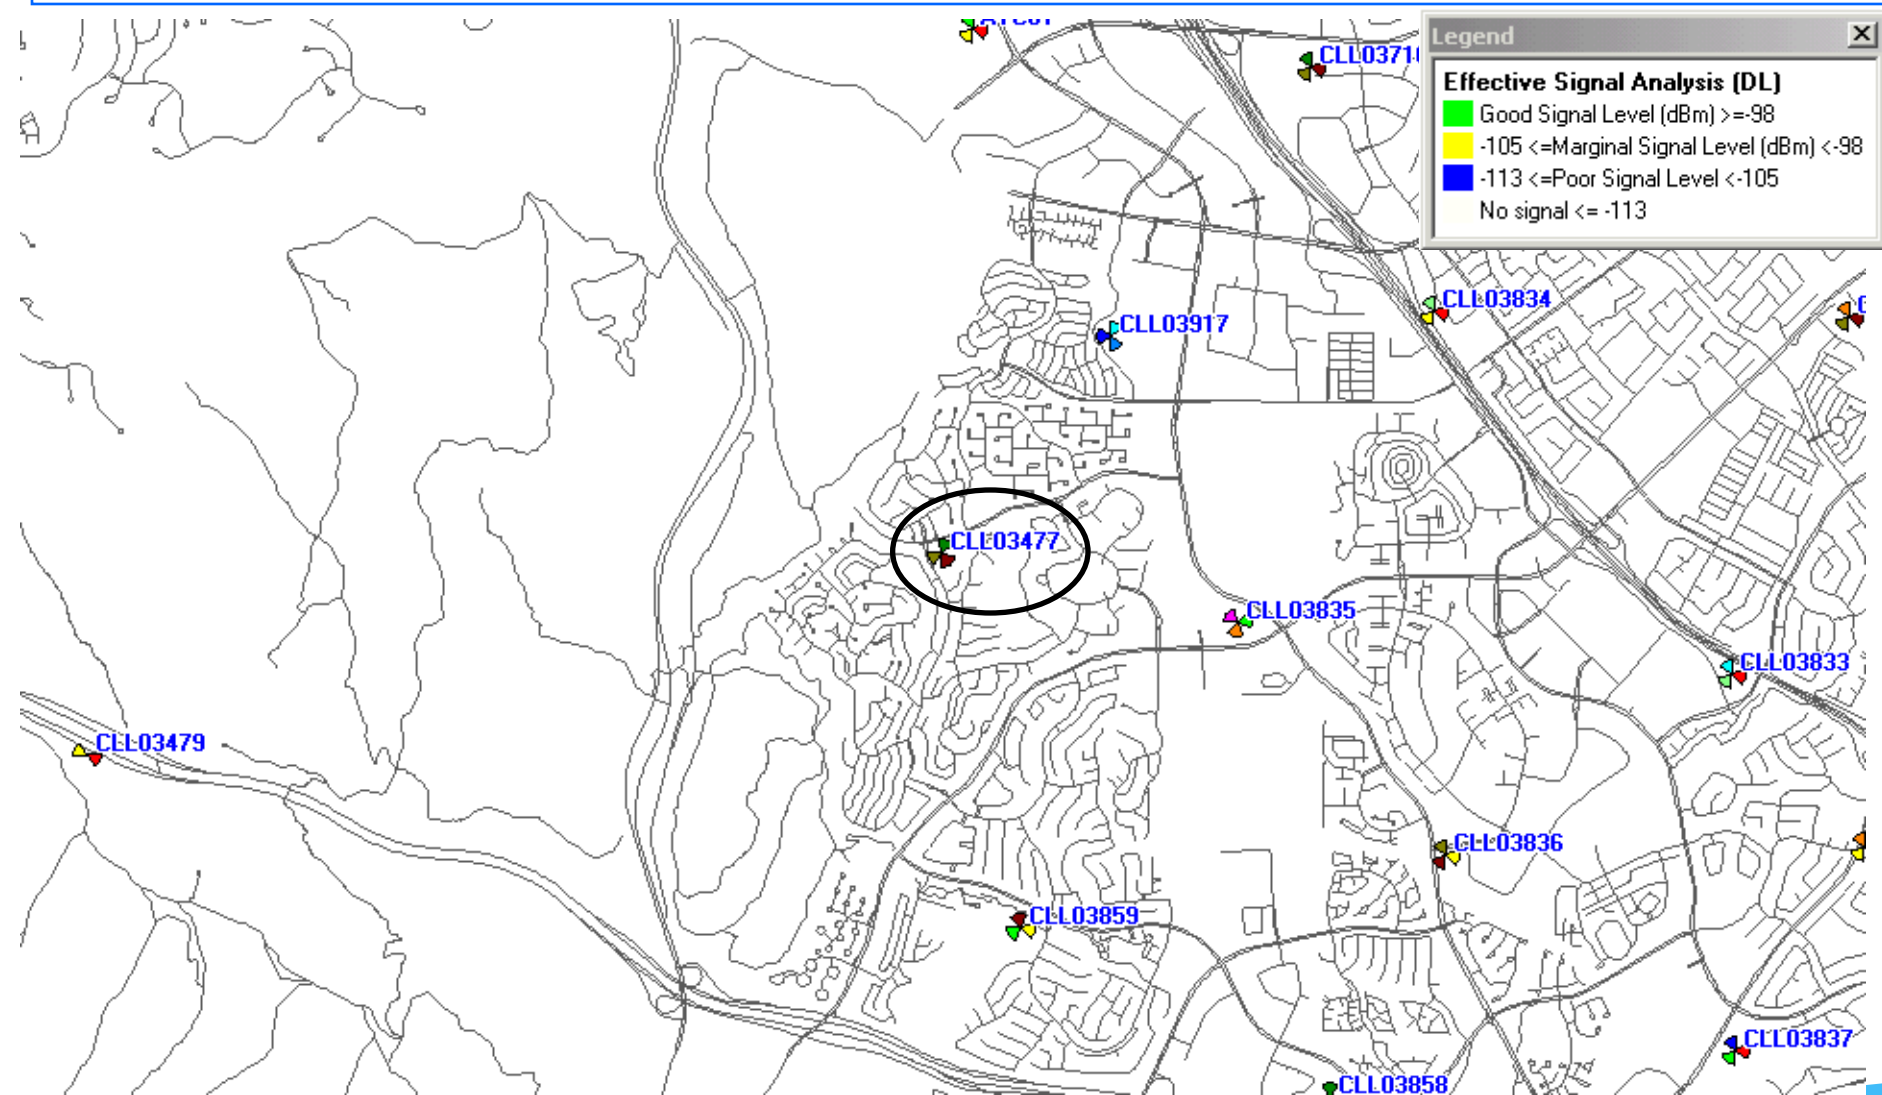 Legend
Effective Signal Analysis (DL)
Good Signal Level (dBm) >=-98
-105 <=Marginal Signal Level (dBm) <-98
-113 <=Poor Signal Level <-105
No signal <= -113
CLL03834
CLL03917
CLL03477
CLL03835
CLL03833
CLL03479
CLL03836
CLL03859
CLL03837
CLL03858